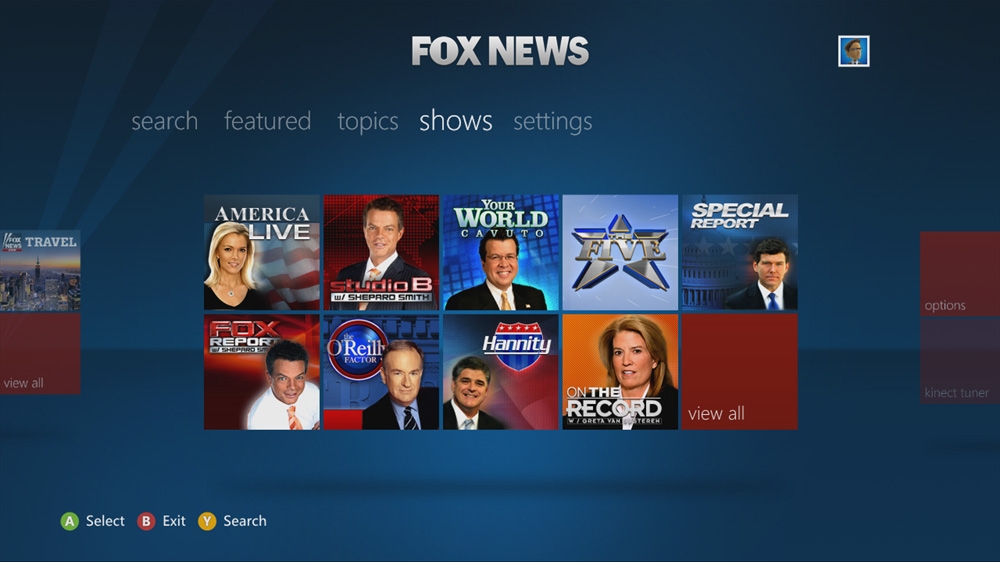 FOX NEWS
search featured topics shows settings
FOX
NEWS
TRAVEL
view all
AMERICA
LIVE
studio B
W/ SHEPARD SMITH
YOUR
WORLD
CAVUTO
THE
FIVE
SPECIAL
REPORT
FOX
REPORT
W/ SHEPARD
the
O'Reilly
FACTOR
Hannity
ON THE
RECORD
W/ GRETA VAN SUSTEREN
view all
options
kinect tuner
A Select B Exit Y Search